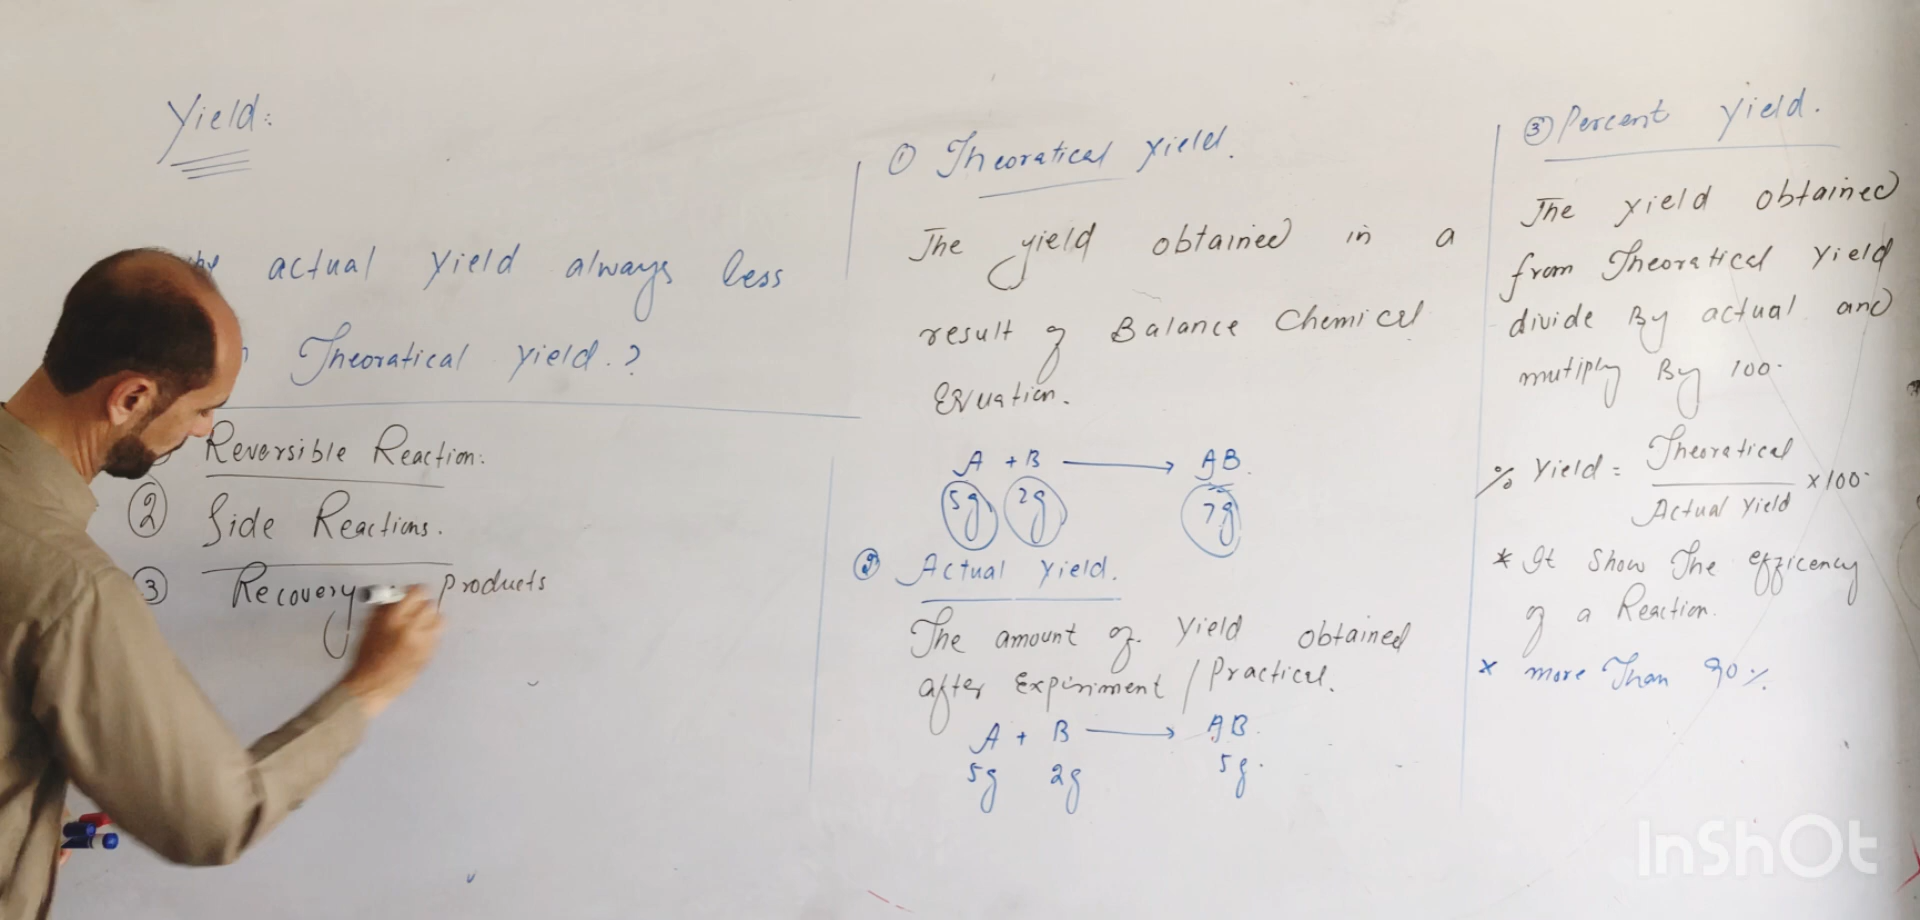 Yield:
actual Yield always less
Theoratical Yield.?
Reversible Reaction:
② Side Reactions.
③ Recovery Products
① Theoratical Yield.
The yield obtained in a
result of Balance Chemical
Equation.
A + B → AB.
5g 2g 7g
② Actual Yield.
The amount of Yield obtained
after Experiment / Practical.
A + B → AB.
5g 2g 5g.
③ Percent Yield.
The yield obtained
from Theoratical Yield
divide By actual and
mutiply By 100.
% Yield = Theoratical
Actual Yield
×100.
* It Show The efficency
of a Reaction.
* more Than 90%.
InShOt